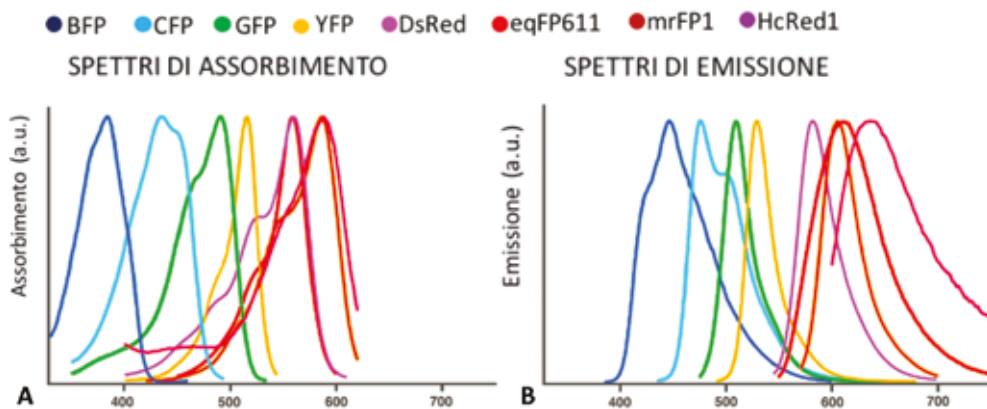 BFP CFP GFP YFP DsRed eqFP611 mrFP1 HcRed1
SPETTRI DI ASSORBIMENTO SPETTRI DI EMISSIONE
Assorbimento (a.u.)
Emissione (a.u.)
A 400 500 600 700
B 400 500 600 700